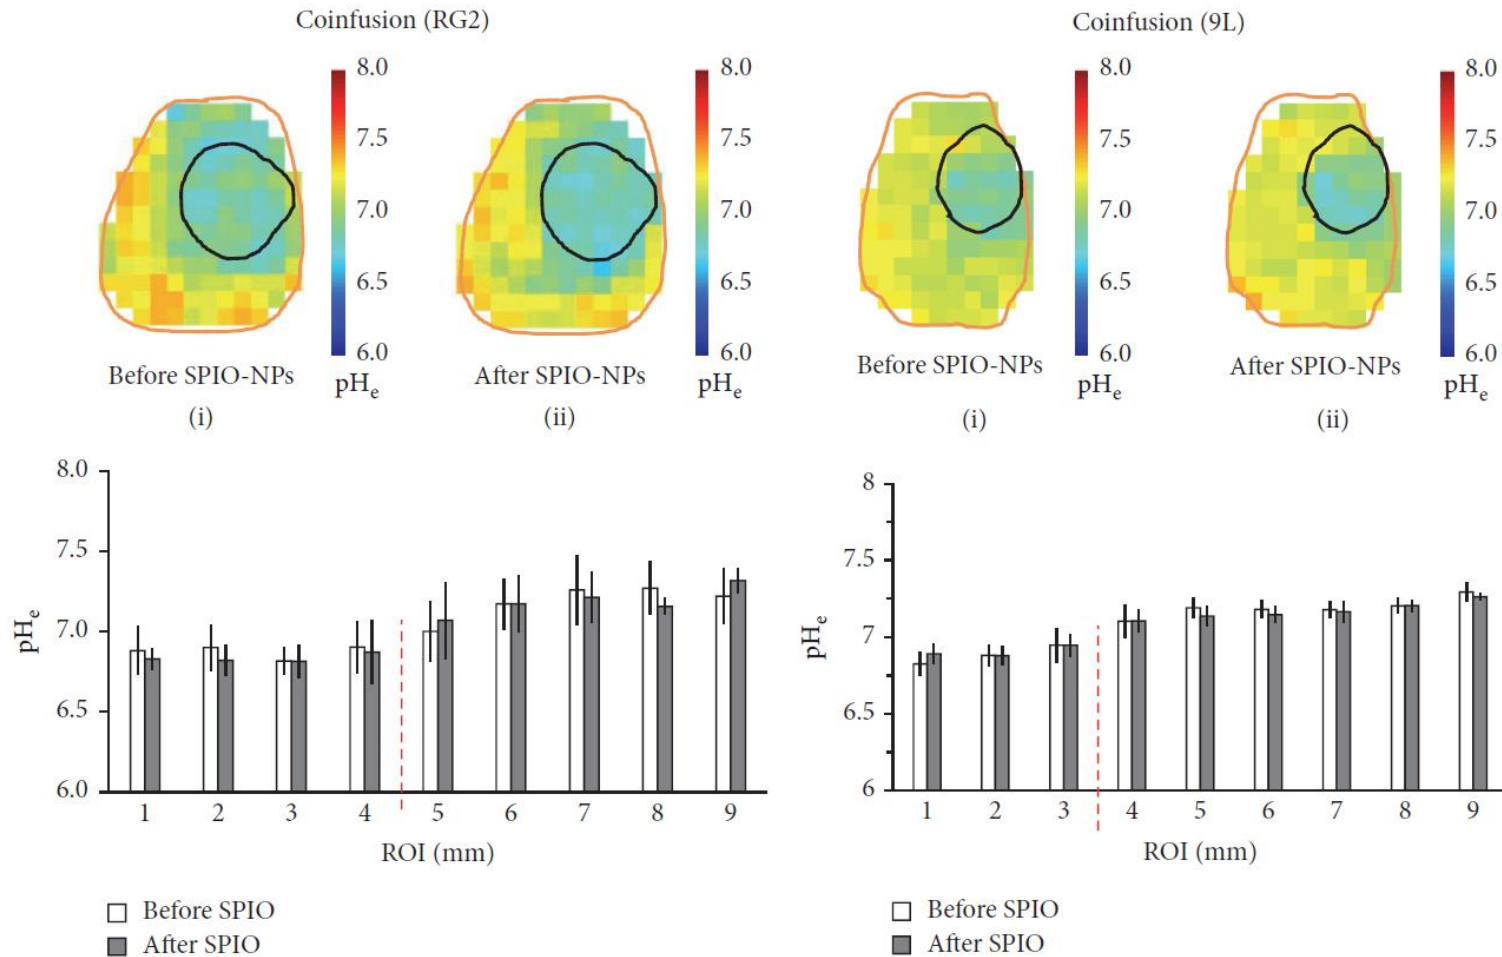 Coinfusion (RG2)
8.0
7.5
7.0
6.5
6.0
pHe
Before SPIO-NPs
(i)
8.0
7.5
7.0
6.5
6.0
pHe
After SPIO-NPs
(ii)
Coinfusion (9L)
8.0
7.5
7.0
6.5
6.0
pHe
Before SPIO-NPs
(i)
8.0
7.5
7.0
6.5
6.0
pHe
After SPIO-NPs
(ii)
8.0
7.5
7.0
6.5
6.0
pHe
1 2 3 4 5 6 7 8 9
ROI (mm)
Before SPIO
After SPIO
8
7.5
7
6.5
6
pHe
1 2 3 4 5 6 7 8 9
ROI (mm)
Before SPIO
After SPIO